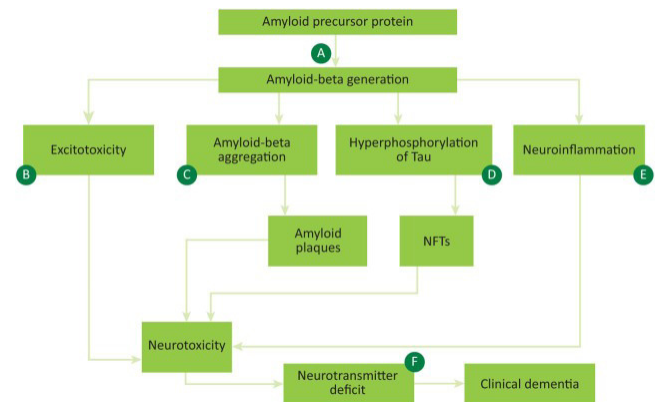 Amyloid precursor protein
A
Amyloid-beta generation
Excitotoxicity
B
Amyloid-beta
aggregation
C
Hyperphosphorylation
of Tau
D
Neuroinflammation
E
Amyloid
plaques
NFTs
Neurotoxicity
F
Neurotransmitter
deficit
Clinical dementia